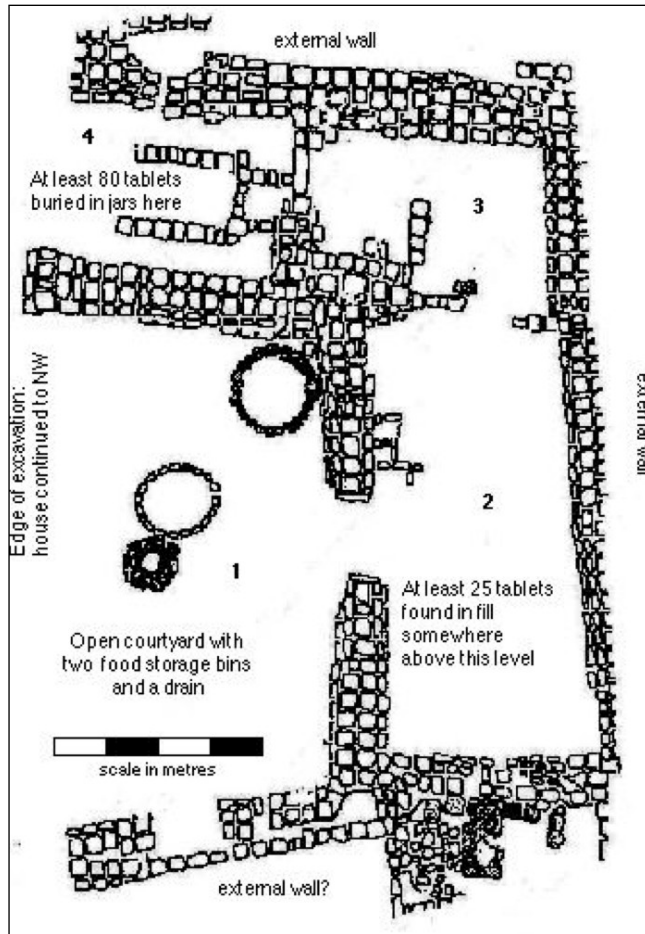 external wall
4
At least 80 tablets
buried in jars here
3
Edge of excavation:
house continued to NW
external wall
2
1
At least 25 tablets
found in fill
somewhere
above this level
Open courtyard with
two food storage bins
and a drain
scale in metres
external wall?